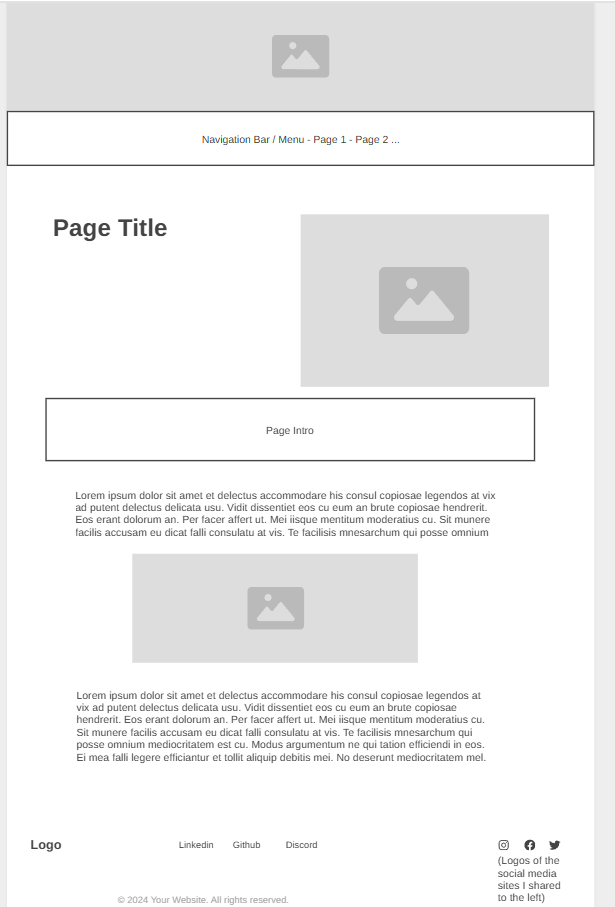 Navigation Bar / Menu - Page 1 - Page 2 ...
Page Title
Page Intro
Lorem ipsum dolor sit amet et delectus accommodare his consul copiosae legendos at vix
ad putent delectus delicata usu. Vidit dissentiet eos cu eum an brute copiosae hendrerit.
Eos erant dolorum an. Per facer affert ut. Mei iisque mentitum moderatius cu. Sit munere
facilis accusam eu dicat falli consulatu at vis. Te facilisis mnesarchum qui posse omnium
Lorem ipsum dolor sit amet et delectus accommodare his consul copiosae legendos at
vix ad putent delectus delicata usu. Vidit dissentiet eos cu eum an brute copiosae
hendrerit. Eos erant dolorum an. Per facer affert ut. Mei iisque mentitum moderatius cu.
Sit munere facilis accusam eu dicat falli consulatu at vis. Te facilisis mnesarchum qui
posse omnium mediocritatem est cu. Modus argumentum ne qui tation efficiendi in eos.
Ei mea falli legere efficiantur et tollit aliquip debitis mei. No deserunt mediocritatem mel.
Logo
Linkedin Github Discord
(Logos of the
social media
sites I shared
to the left)
© 2024 Your Website. All rights reserved.